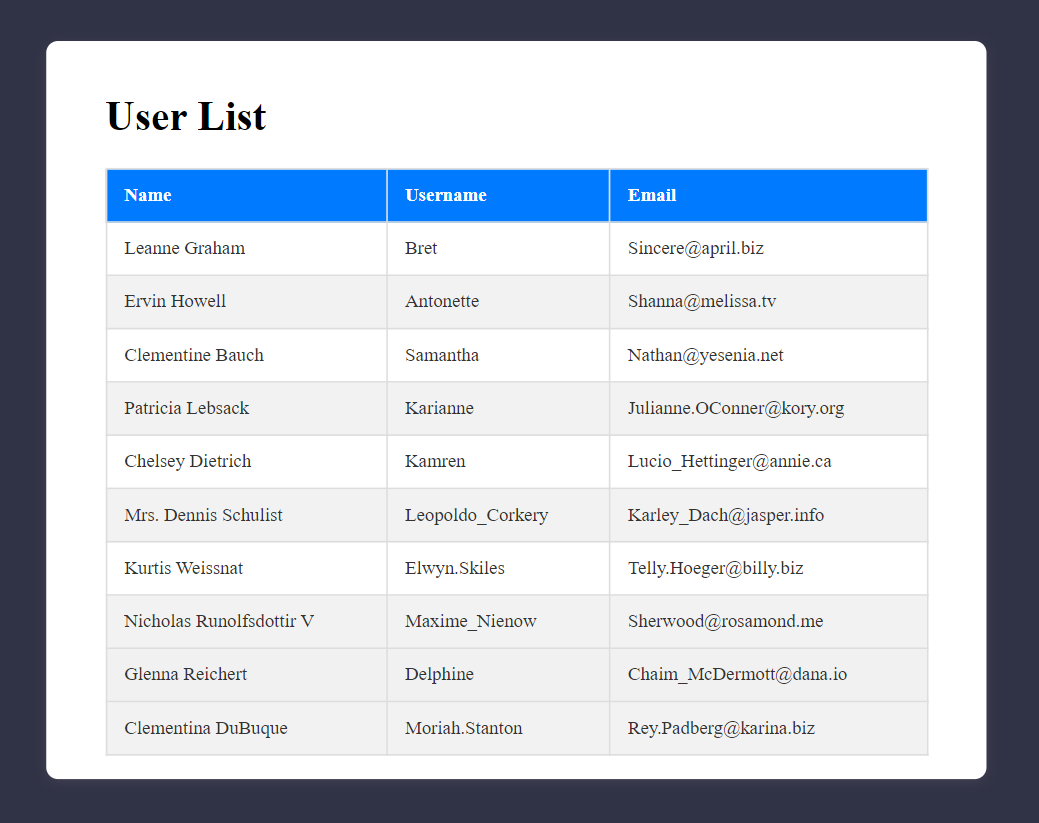 User List
Name Username Email
Leanne Graham Bret Sincere@april.biz
Ervin Howell Antonette Shanna@melissa.tv
Clementine Bauch Samantha Nathan@yesenia.net
Patricia Lebsack Karianne Julianne.OConner@kory.org
Chelsey Dietrich Kamren Lucio_Hettinger@annie.ca
Mrs. Dennis Schulist Leopoldo_Corkery Karley_Dach@jasper.info
Kurtis Weissnat Elwyn.Skiles Telly.Hoeger@billy.biz
Nicholas Runolfsdottir V Maxime_Nienow Sherwood@rosamond.me
Glenna Reichert Delphine Chaim_McDermott@dana.io
Clementina DuBuque Moriah.Stanton Rey.Padberg@karina.biz